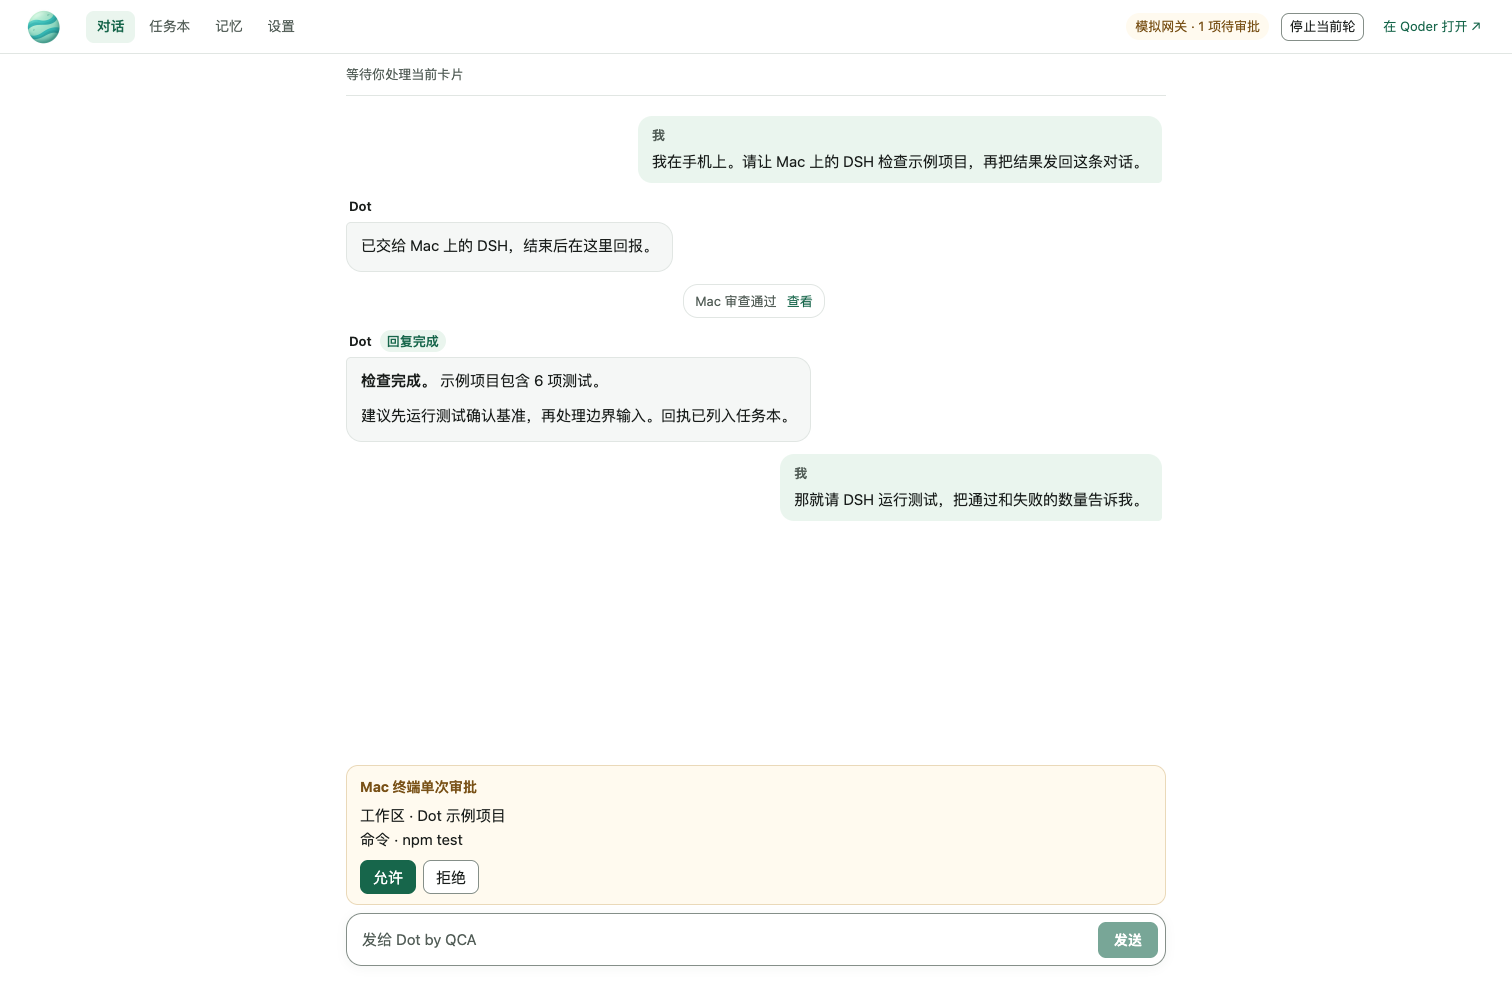 对话 任务本 记忆 设置 模拟网关 · 1 项待审批 停止当前轮 在 Qoder 打开 ↗
等待你处理当前卡片
我
我在手机上。请让 Mac 上的 DSH 检查示例项目，再把结果发回这条对话。
Dot
已交给 Mac 上的 DSH，结束后在这里回报。
Mac 审查通过 查看
Dot 回复完成
检查完成。 示例项目包含 6 项测试。
建议先运行测试确认基准，再处理边界输入。回执已列入任务本。
我
那就请 DSH 运行测试，把通过和失败的数量告诉我。
Mac 终端单次审批
工作区 · Dot 示例项目
命令 · npm test
允许 拒绝
发给 Dot by QCA 发送